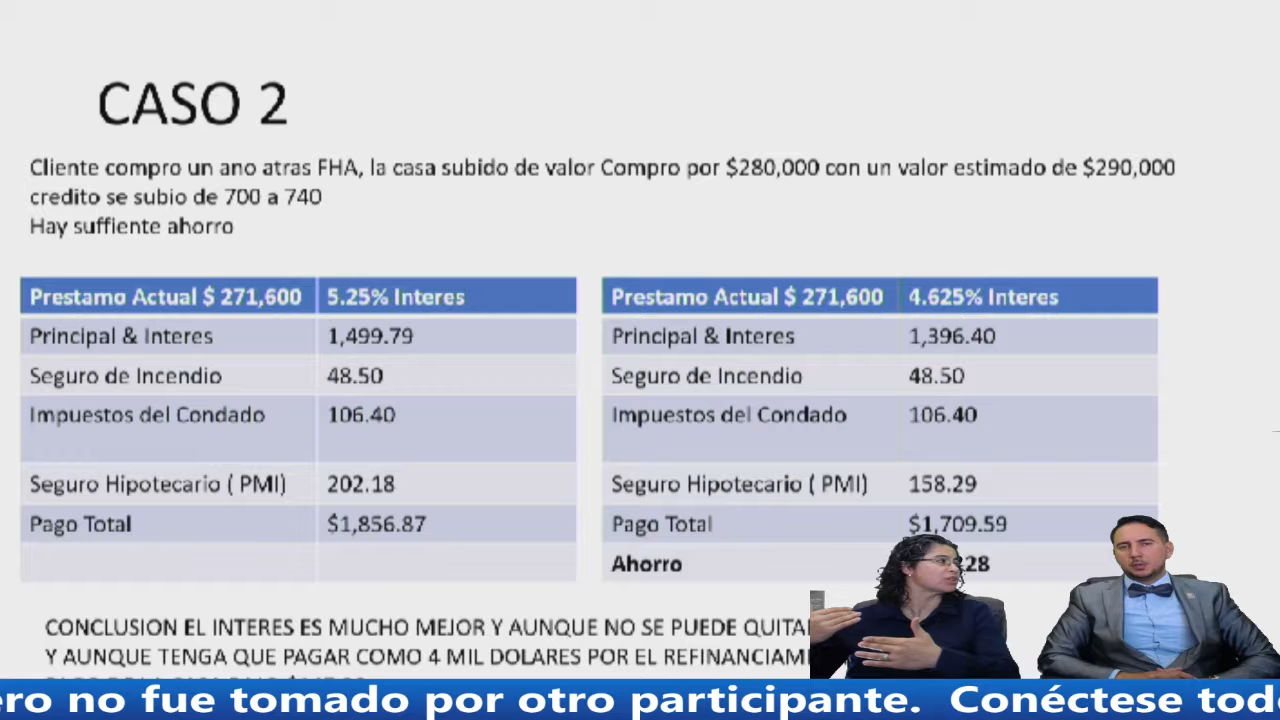 CASO 2
Cliente compro un ano atras FHA, la casa subido de valor Compro por $280,000 con un valor estimado de $290,000
credito se subio de 700 a 740
Hay suffiente ahorro
Prestamo Actual $ 271,600 5.25% Interes
Principal & Interes 1,499.79
Seguro de Incendio 48.50
Impuestos del Condado 106.40
Seguro Hipotecario ( PMI) 202.18
Pago Total $1,856.87
Prestamo Actual $ 271,600 4.625% Interes
Principal & Interes 1,396.40
Seguro de Incendio 48.50
Impuestos del Condado 106.40
Seguro Hipotecario ( PMI) 158.29
Pago Total $1,709.59
Ahorro .28
CONCLUSION EL INTERES ES MUCHO MEJOR Y AUNQUE NO SE PUEDE QUITA
Y AUNQUE TENGA QUE PAGAR COMO 4 MIL DOLARES POR EL REFINANCIAM
ero no fue tomado por otro participante. Conéctese tod